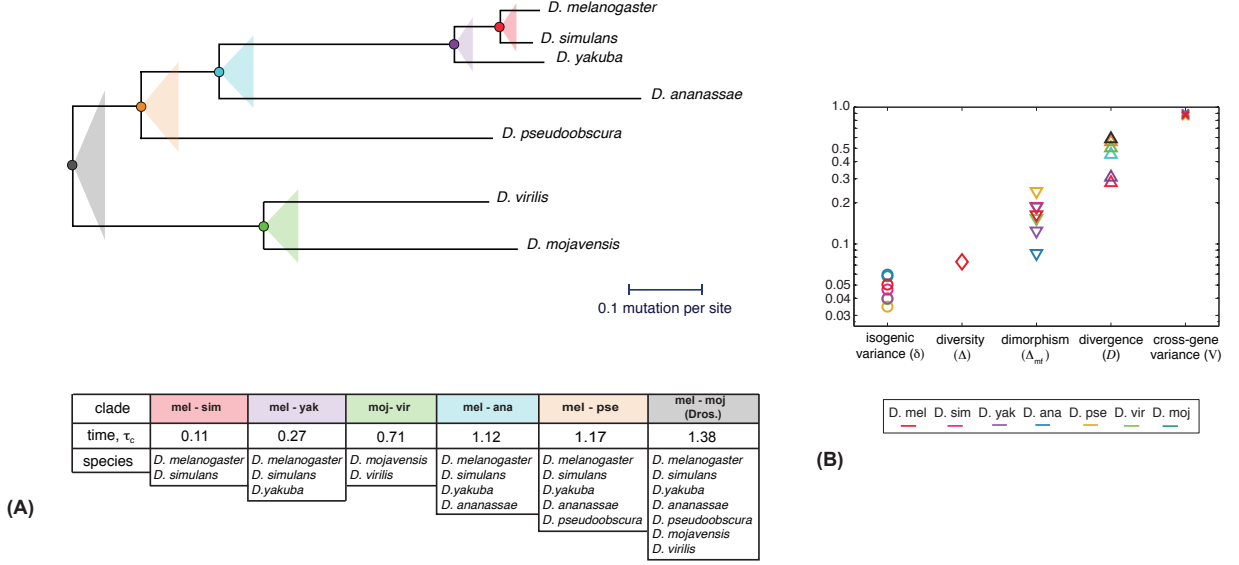 D. melanogaster
D. simulans
D. yakuba
D. ananassae
D. pseudoobscura
D. virilis
D. mojavensis
0.1 mutation per site
clade mel - sim mel - yak moj- vir mel - ana mel - pse mel - moj
(Dros.)
time, τc 0.11 0.27 0.71 1.12 1.17 1.38
species D. melanogaster D. melanogaster D. mojavensis D. melanogaster D. melanogaster D. melanogaster
D. simulans D. simulans D. virilis D. simulans D. simulans D. simulans
D.yakuba D.yakuba D.yakuba D.yakuba
D. ananassae D. ananassae D. ananassae
D. pseudoobscura D. pseudoobscura
D. mojavensis
D. virilis
(A)
1.0
0.5
0.3
0.2
0.1
0.05
0.04
0.03
isogenic diversity dimorphism divergence cross-gene
variance (δ) (Δ) (Δmf) (D) variance (V)
D. mel D. sim D. yak D. ana D. pse D. vir D. moj
(B)